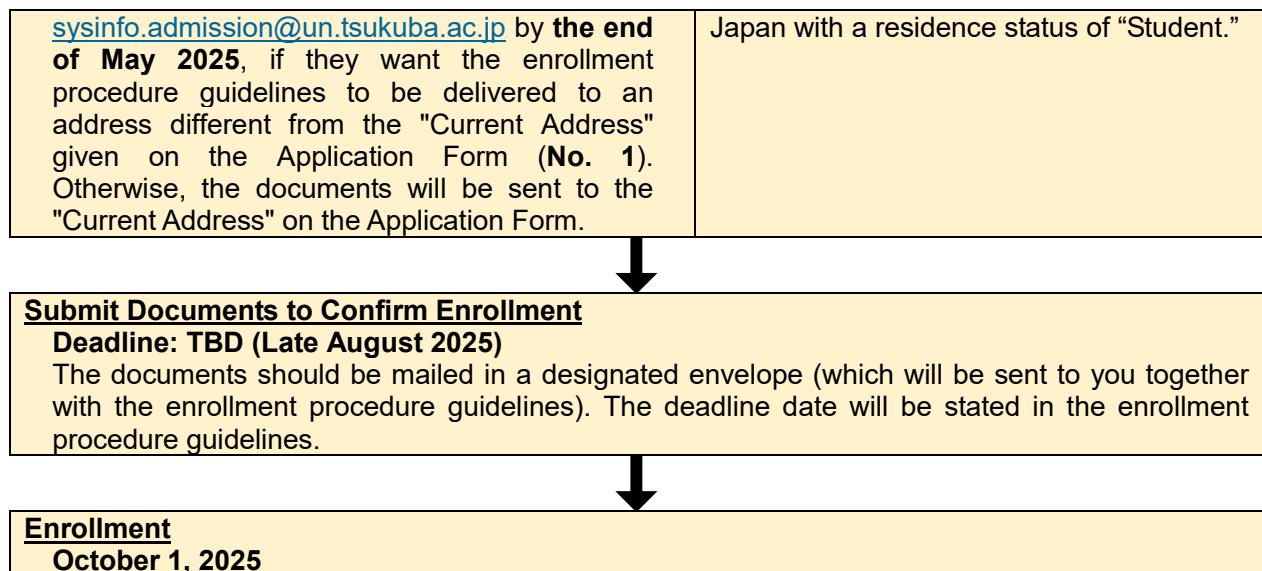 sysinfo.admission@un.tsukuba.ac.jp by the end
of May 2025, if they want the enrollment
procedure guidelines to be delivered to an
address different from the "Current Address"
given on the Application Form (No. 1).
Otherwise, the documents will be sent to the
"Current Address" on the Application Form.
Japan with a residence status of “Student.”
Submit Documents to Confirm Enrollment
Deadline: TBD (Late August 2025)
The documents should be mailed in a designated envelope (which will be sent to you together
with the enrollment procedure guidelines). The deadline date will be stated in the enrollment
procedure guidelines.
Enrollment
October 1, 2025